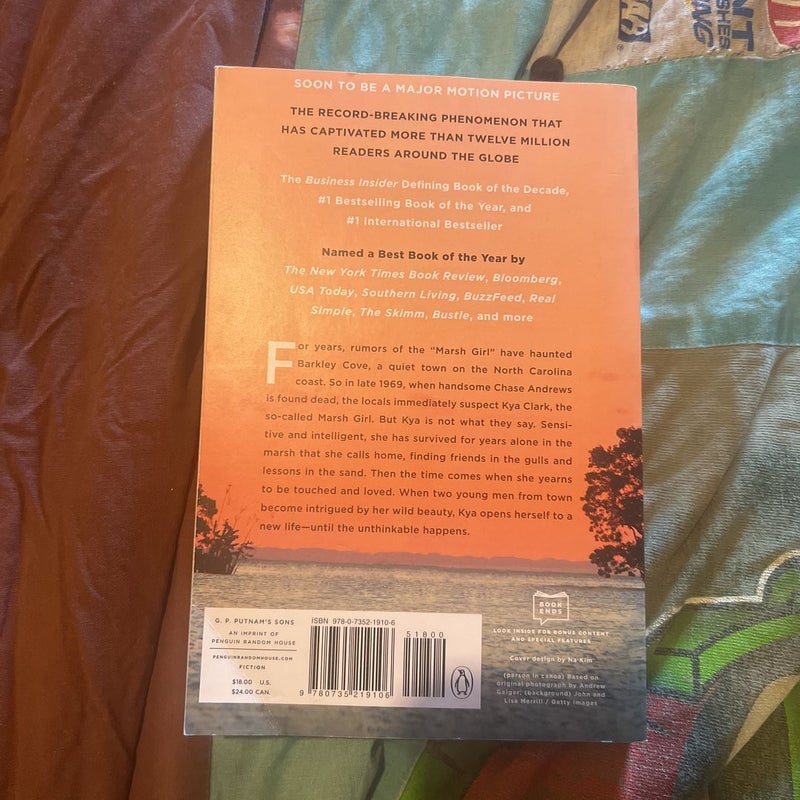 SOON TO BE A MAJOR MOTION PICTURE
THE RECORD-BREAKING PHENOMENON THAT
HAS CAPTIVATED MORE THAN TWELVE MILLION
READERS AROUND THE GLOBE
The Business Insider Defining Book of the Decade,
#1 Bestselling Book of the Year, and
#1 International Bestseller
Named a Best Book of the Year by
The New York Times Book Review, Bloomberg,
USA Today, Southern Living, BuzzFeed, Real
Simple, The Skimm, Bustle, and more
For years, rumors of the “Marsh Girl” have haunted
Barkley Cove, a quiet town on the North Carolina
coast. So in late 1969, when handsome Chase Andrews
is found dead, the locals immediately suspect Kya Clark, the
so-called Marsh Girl. But Kya is not what they say. Sensi-
tive and intelligent, she has survived for years alone in the
marsh that she calls home, finding friends in the gulls and
lessons in the sand. Then the time comes when she yearns
to be touched and loved. When two young men from town
become intrigued by her wild beauty, Kya opens herself to a
new life—until the unthinkable happens.
G. P. PUTNAM'S SONS
AN IMPRINT OF
PENGUIN RANDOM HOUSE
PENGUINRANDOMHOUSE.COM
FICTION
$18.00 U.S.
$24.00 CAN.
ISBN 978-0-7352-1910-6
51800
9 780735 219106
BOOK
ENDS
LOOK INSIDE FOR BONUS CONTENT
AND SPECIAL FEATURES
Cover design by Na Kim
(person in canoe) Based on
original photograph by Andrew
Geiger; (background) John and
Lisa Merrill / Getty Images